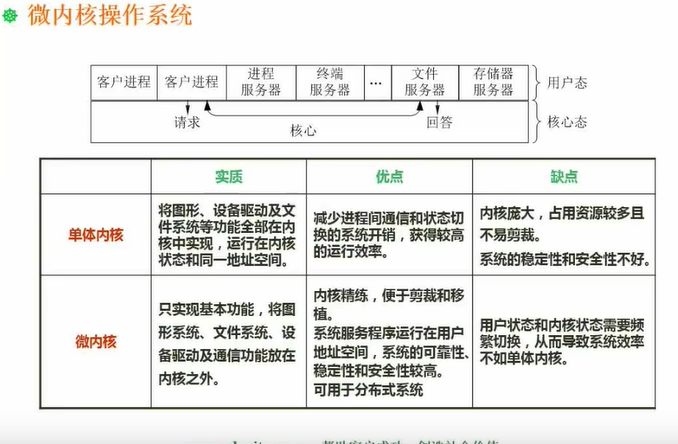 微内核操作系统
客户进程 客户进程 进程 终端 ... 文件 存储器 用户态
服务器 服务器 服务器 服务器
请求 核心 回答 核心态
实质 优点 缺点
单体内核
将图形、设备驱动及文
件系统等功能全部在内
核中实现，运行在内核
状态和同一地址空间。
减少进程间通信和状态切
换的系统开销，获得较高
的运行效率。
内核庞大，占用资源较多且
不易剪裁。
系统的稳定性和安全性不好。
微内核
只实现基本功能，将图
形系统、文件系统、设
备驱动及通信功能放在
内核之外。
内核精练，便于剪裁和移
植。
系统服务程序运行在用户
地址空间，系统的可靠性、
稳定性和安全性较高。
可用于分布式系统
用户状态和内核状态需要频
繁切换，从而导致系统效率
不如单体内核。